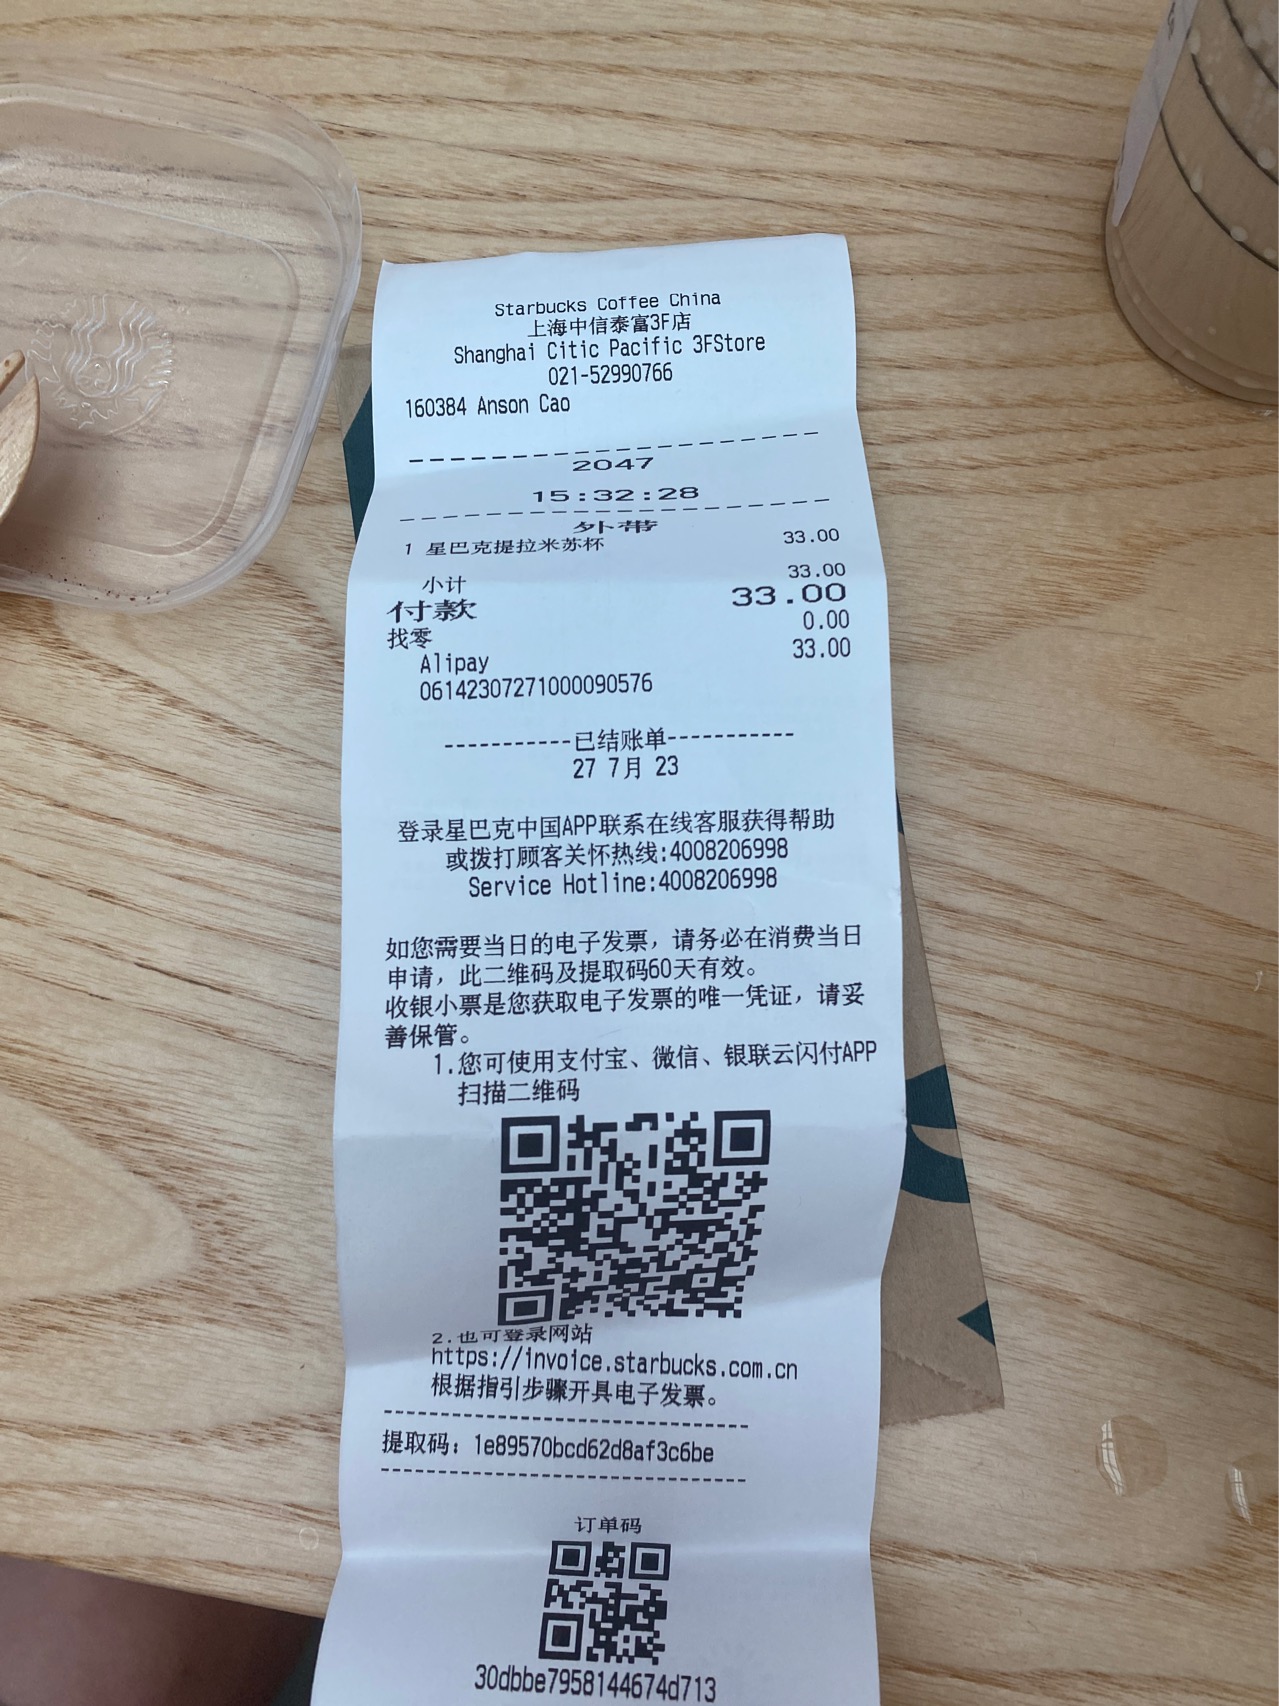 Starbucks Coffee China
上海中信泰富3F店
Shanghai Citic Pacific 3FStore
021-52990766
160384 Anson Cao
2047
15:32:28
外带
1 星巴克提拉米苏杯 33.00
小计 33.00
付款 33.00
找零 0.00
Alipay 33.00
06142307271000090576
-----------已结账单-----------
27 7月 23
登录星巴克中国APP联系在线客服获得帮助
或拨打顾客关怀热线:4008206998
Service Hotline:4008206998
如您需要当日的电子发票，请务必在消费当日
申请，此二维码及提取码60天有效。
收银小票是您获取电子发票的唯一凭证，请妥
善保管。
1.您可使用支付宝、微信、银联云闪付APP
扫描二维码
2.也可登录网站
https://invoice.starbucks.com.cn
根据指引步骤开具电子发票。
提取码：1e89570bcd62d8af3c6be
订单码
30dbbe7958144674d713